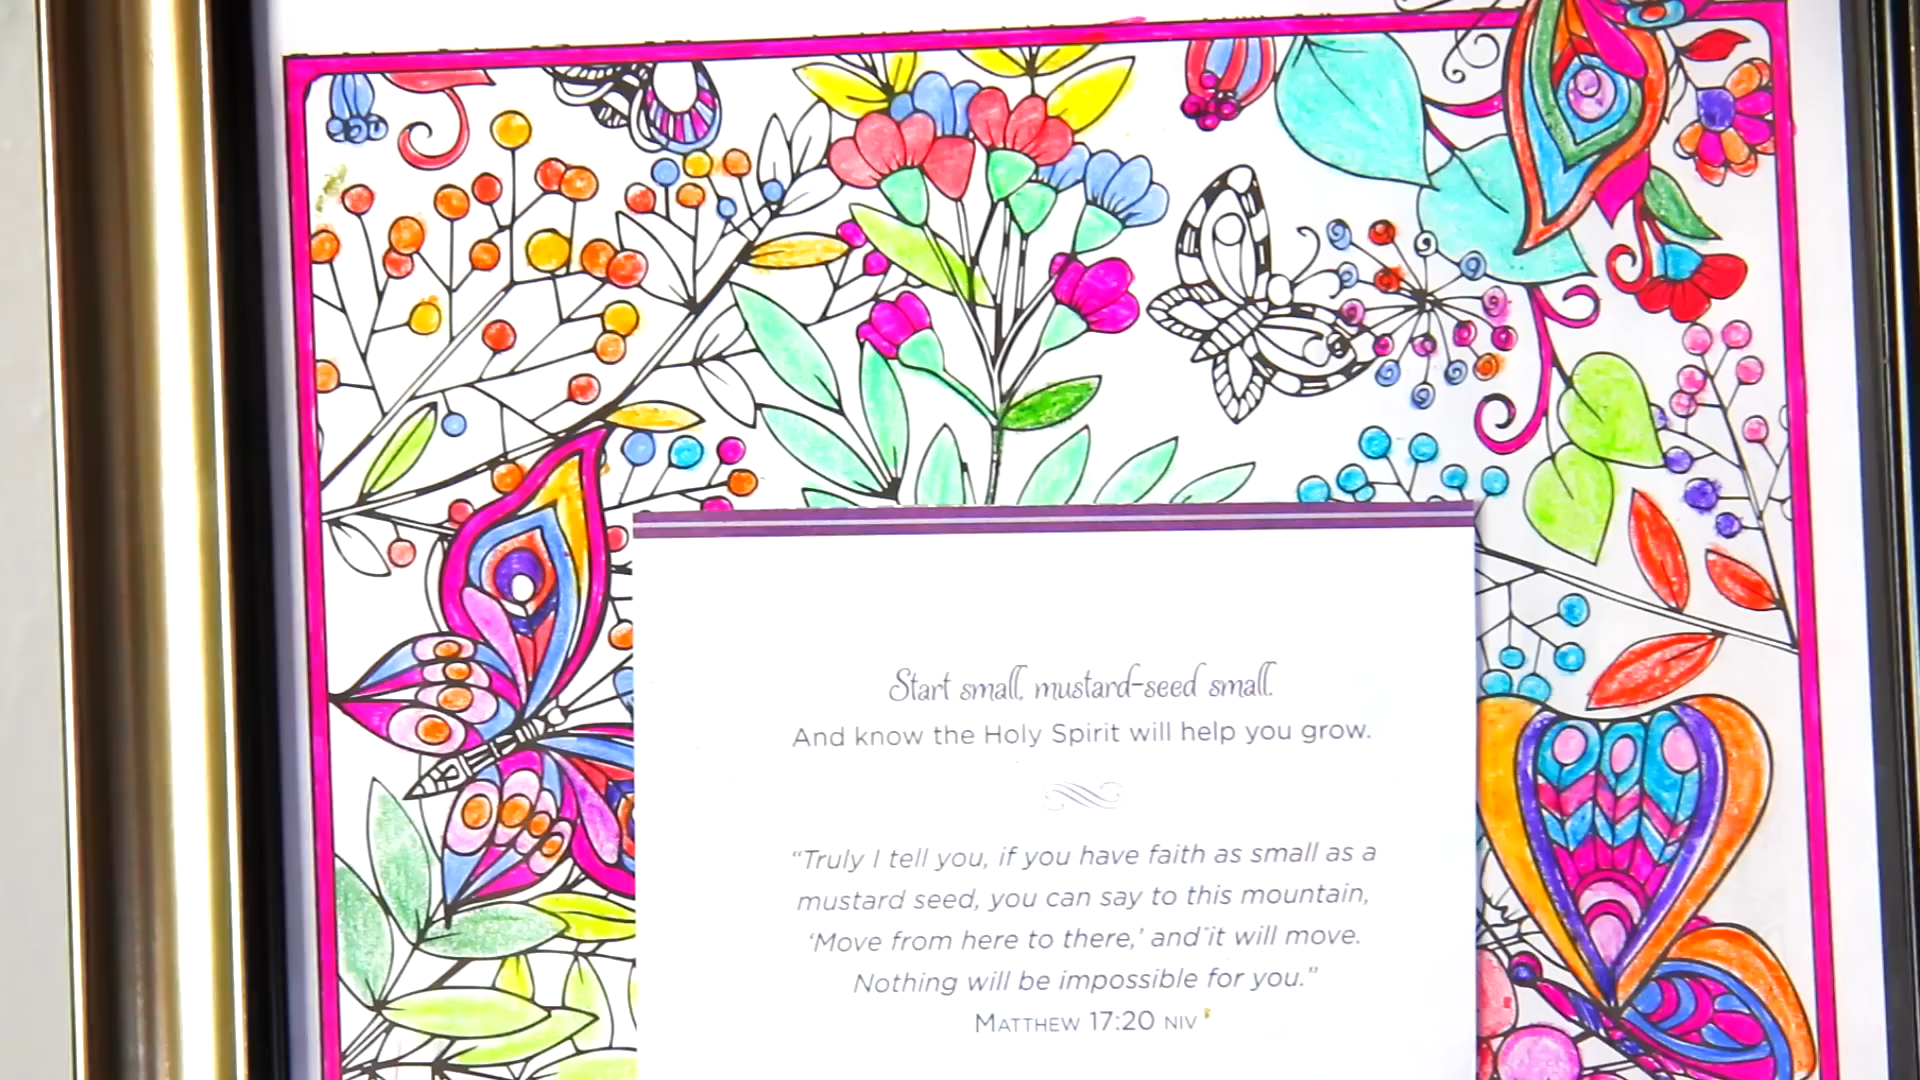 Start small, mustard-seed small.
And know the Holy Spirit will help you grow.
“Truly I tell you, if you have faith as small as a
mustard seed, you can say to this mountain,
‘Move from here to there,’ and it will move.
Nothing will be impossible for you.”
MATTHEW 17:20 NIV